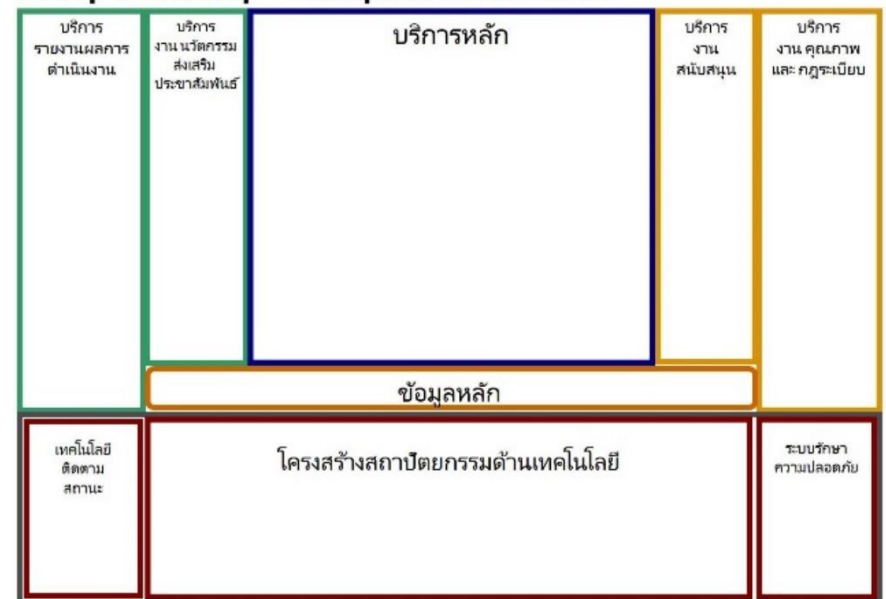 บริการ
รายงานผลการ
ดำเนินงาน
บริการ
งาน นวัตกรรม
ส่งเสริม
ประชาสัมพันธ์
บริการหลัก
บริการ
งาน
สนับสนุน
บริการ
งาน คุณภาพ
และ กฎระเบียบ
ข้อมูลหลัก
เทคโนโลยี
ติดตาม
สถานะ
โครงสร้างสถาปัตยกรรมด้านเทคโนโลยี
ระบบรักษา
ความปลอดภัย